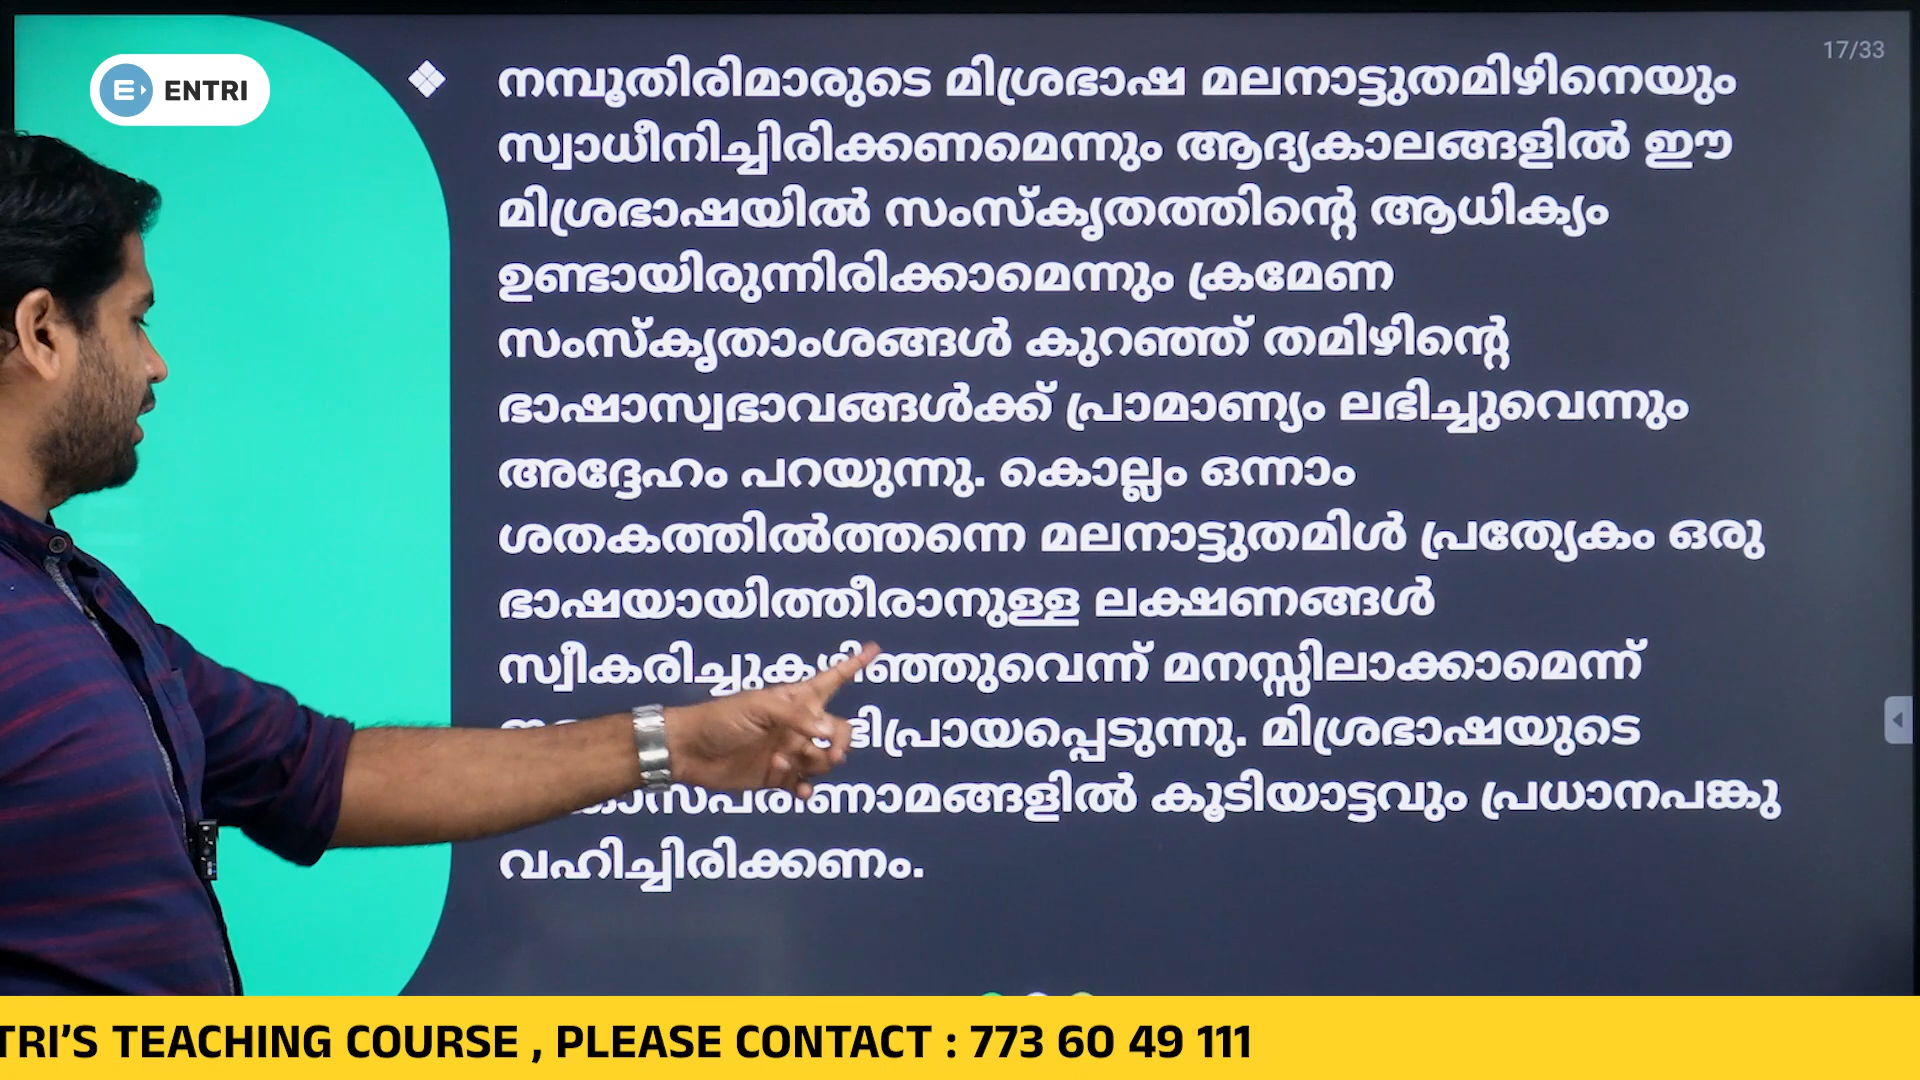 ENTRI
17/33
നമ്പൂതിരിമാരുടെ മിശ്രഭാഷ മലനാട്ടുതമിഴിനെയും
സ്വാധീനിച്ചിരിക്കണമെന്നും ആദ്യകാലങ്ങളിൽ ഈ
മിശ്രഭാഷയിൽ സംസ്കൃതത്തിന്റെ ആധിക്യം
ഉണ്ടായിരുന്നിരിക്കാമെന്നും ക്രമേണ
സംസ്കൃതാംശങ്ങൾ കുറഞ്ഞ് തമിഴിന്റെ
ഭാഷാസ്വഭാവങ്ങൾക്ക് പ്രാമാണ്യം ലഭിച്ചുവെന്നും
അദ്ദേഹം പറയുന്നു. കൊല്ലം ഒന്നാം
ശതകത്തിൽത്തന്നെ മലനാട്ടുതമിൾ പ്രത്യേകം ഒരു
ഭാഷയായിത്തീരാനുള്ള ലക്ഷണങ്ങൾ
സ്വീകരിച്ചുകഴിഞ്ഞുവെന്ന് മനസ്സിലാക്കാമെന്ന്
മിശ്രഭാഷയുടെ
കൂടിയാട്ടവും പ്രധാനപങ്കു
വഹിച്ചിരിക്കണം.
TRI'S TEACHING COURSE , PLEASE CONTACT : 773 60 49 111